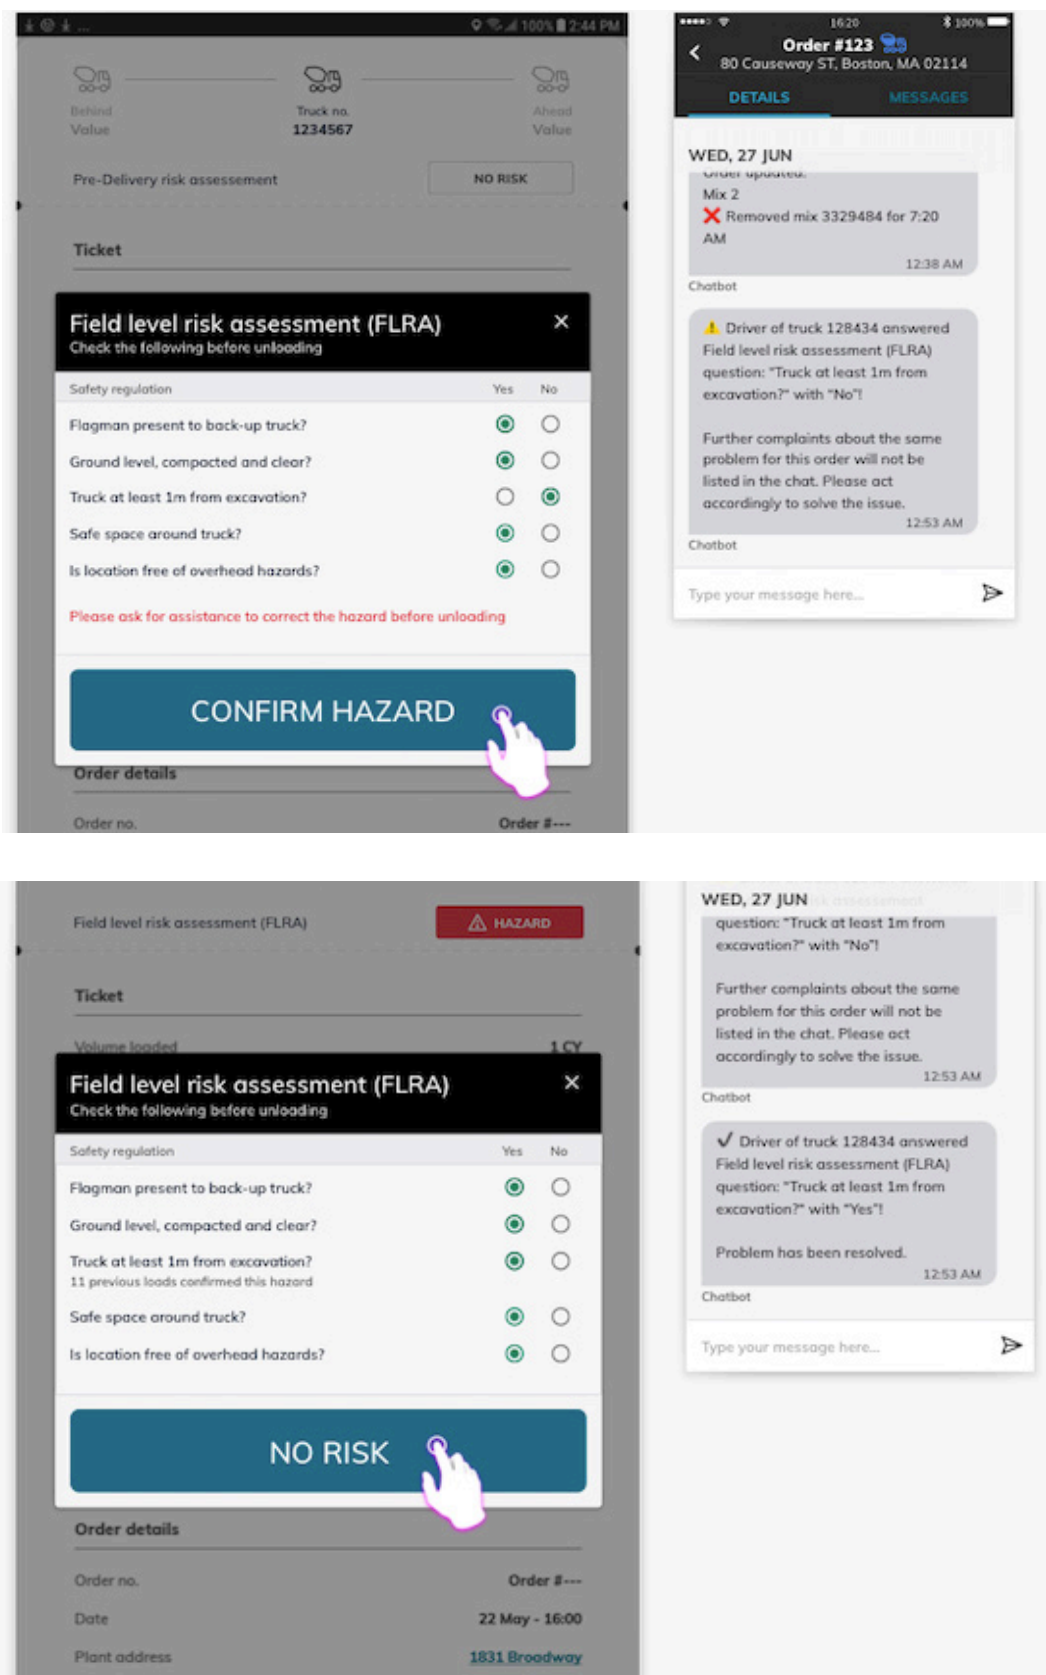 100% 2:44 PM
Behind
Value
Truck no.
1234567
Ahead
Value
Pre-Delivery risk assessement
NO RISK
Ticket
Field level risk assessment (FLRA)
Check the following before unloading
Safety regulation Yes No
Flagman present to back-up truck?
Ground level, compacted and clear?
Truck at least 1m from excavation?
Safe space around truck?
Is location free of overhead hazards?
Please ask for assistance to correct the hazard before unloading
CONFIRM HAZARD
Order details
Order no. Order #---
16:20 100%
Order #123
80 Causeway ST, Boston, MA 02114
DETAILS MESSAGES
WED, 27 JUN
Order updated.
Mix 2
Removed mix 3329484 for 7:20
AM
12:38 AM
Chatbot
Driver of truck 128434 answered
Field level risk assessment (FLRA)
question: "Truck at least 1m from
excavation?" with "No"!
Further complaints about the same
problem for this order will not be
listed in the chat. Please act
accordingly to solve the issue.
12:53 AM
Chatbot
Type your message here...
Field level risk assessment (FLRA)
HAZARD
Ticket
Volume loaded 1 CY
Field level risk assessment (FLRA)
Check the following before unloading
Safety regulation Yes No
Flagman present to back-up truck?
Ground level, compacted and clear?
Truck at least 1m from excavation?
11 previous loads confirmed this hazard
Safe space around truck?
Is location free of overhead hazards?
NO RISK
Order details
Order no. Order #---
Date 22 May - 16:00
Plant address 1831 Broadway
WED, 27 JUN
question: "Truck at least 1m from
excavation?" with "No"!
Further complaints about the same
problem for this order will not be
listed in the chat. Please act
accordingly to solve the issue.
12:53 AM
Chatbot
Driver of truck 128434 answered
Field level risk assessment (FLRA)
question: "Truck at least 1m from
excavation?" with "Yes"!
Problem has been resolved.
12:53 AM
Chatbot
Type your message here...